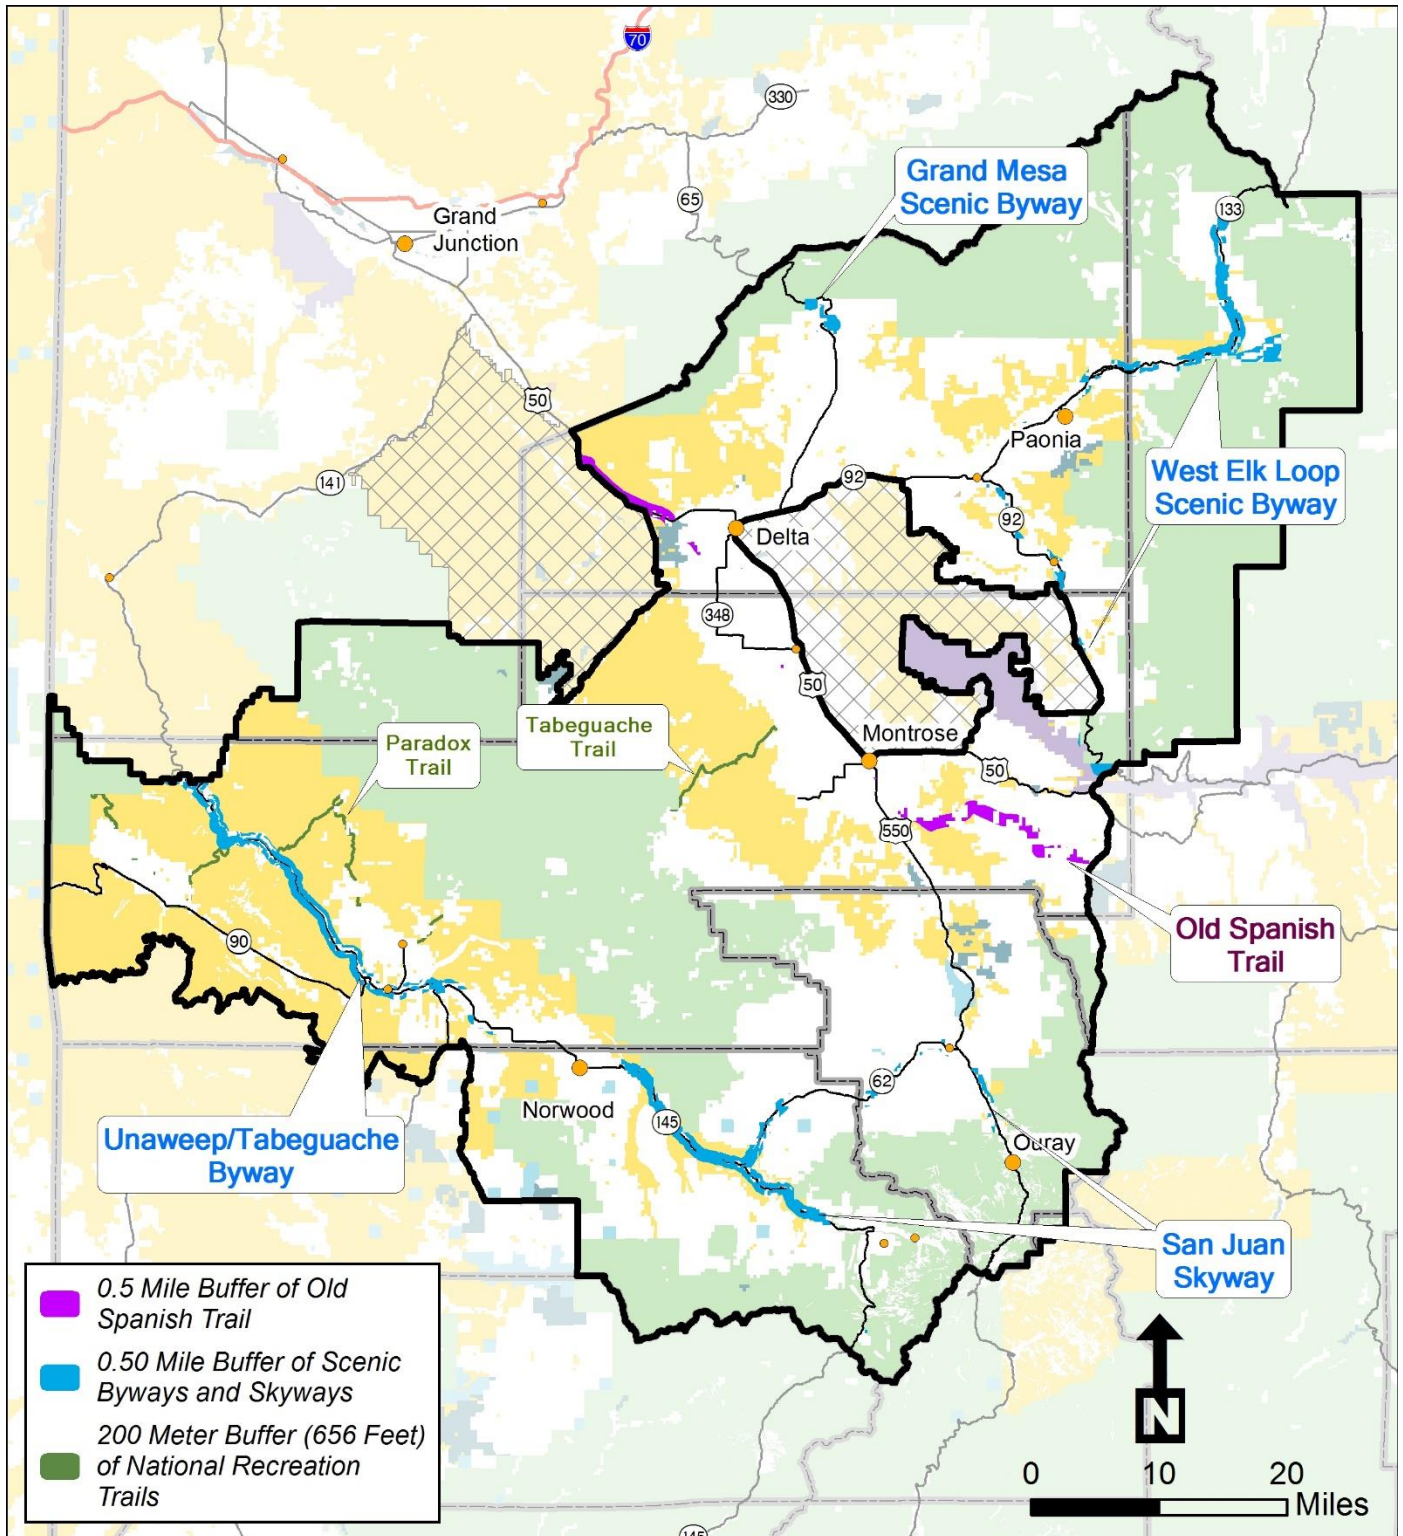 70
330
65
Grand
Junction
Grand Mesa
Scenic Byway
133
50
141
Paonia
West Elk Loop
Scenic Byway
92
92
Delta
348
50
Montrose
Tabeguache
Trail
Paradox
Trail
50
550
Old Spanish
Trail
90
62
Norwood
145
Ouray
Unaweep/Tabeguache
Byway
San Juan
Skyway
0.5 Mile Buffer of Old
Spanish Trail
0.50 Mile Buffer of Scenic
Byways and Skyways
200 Meter Buffer (656 Feet)
of National Recreation
Trails
N
0 10 20
Miles
145